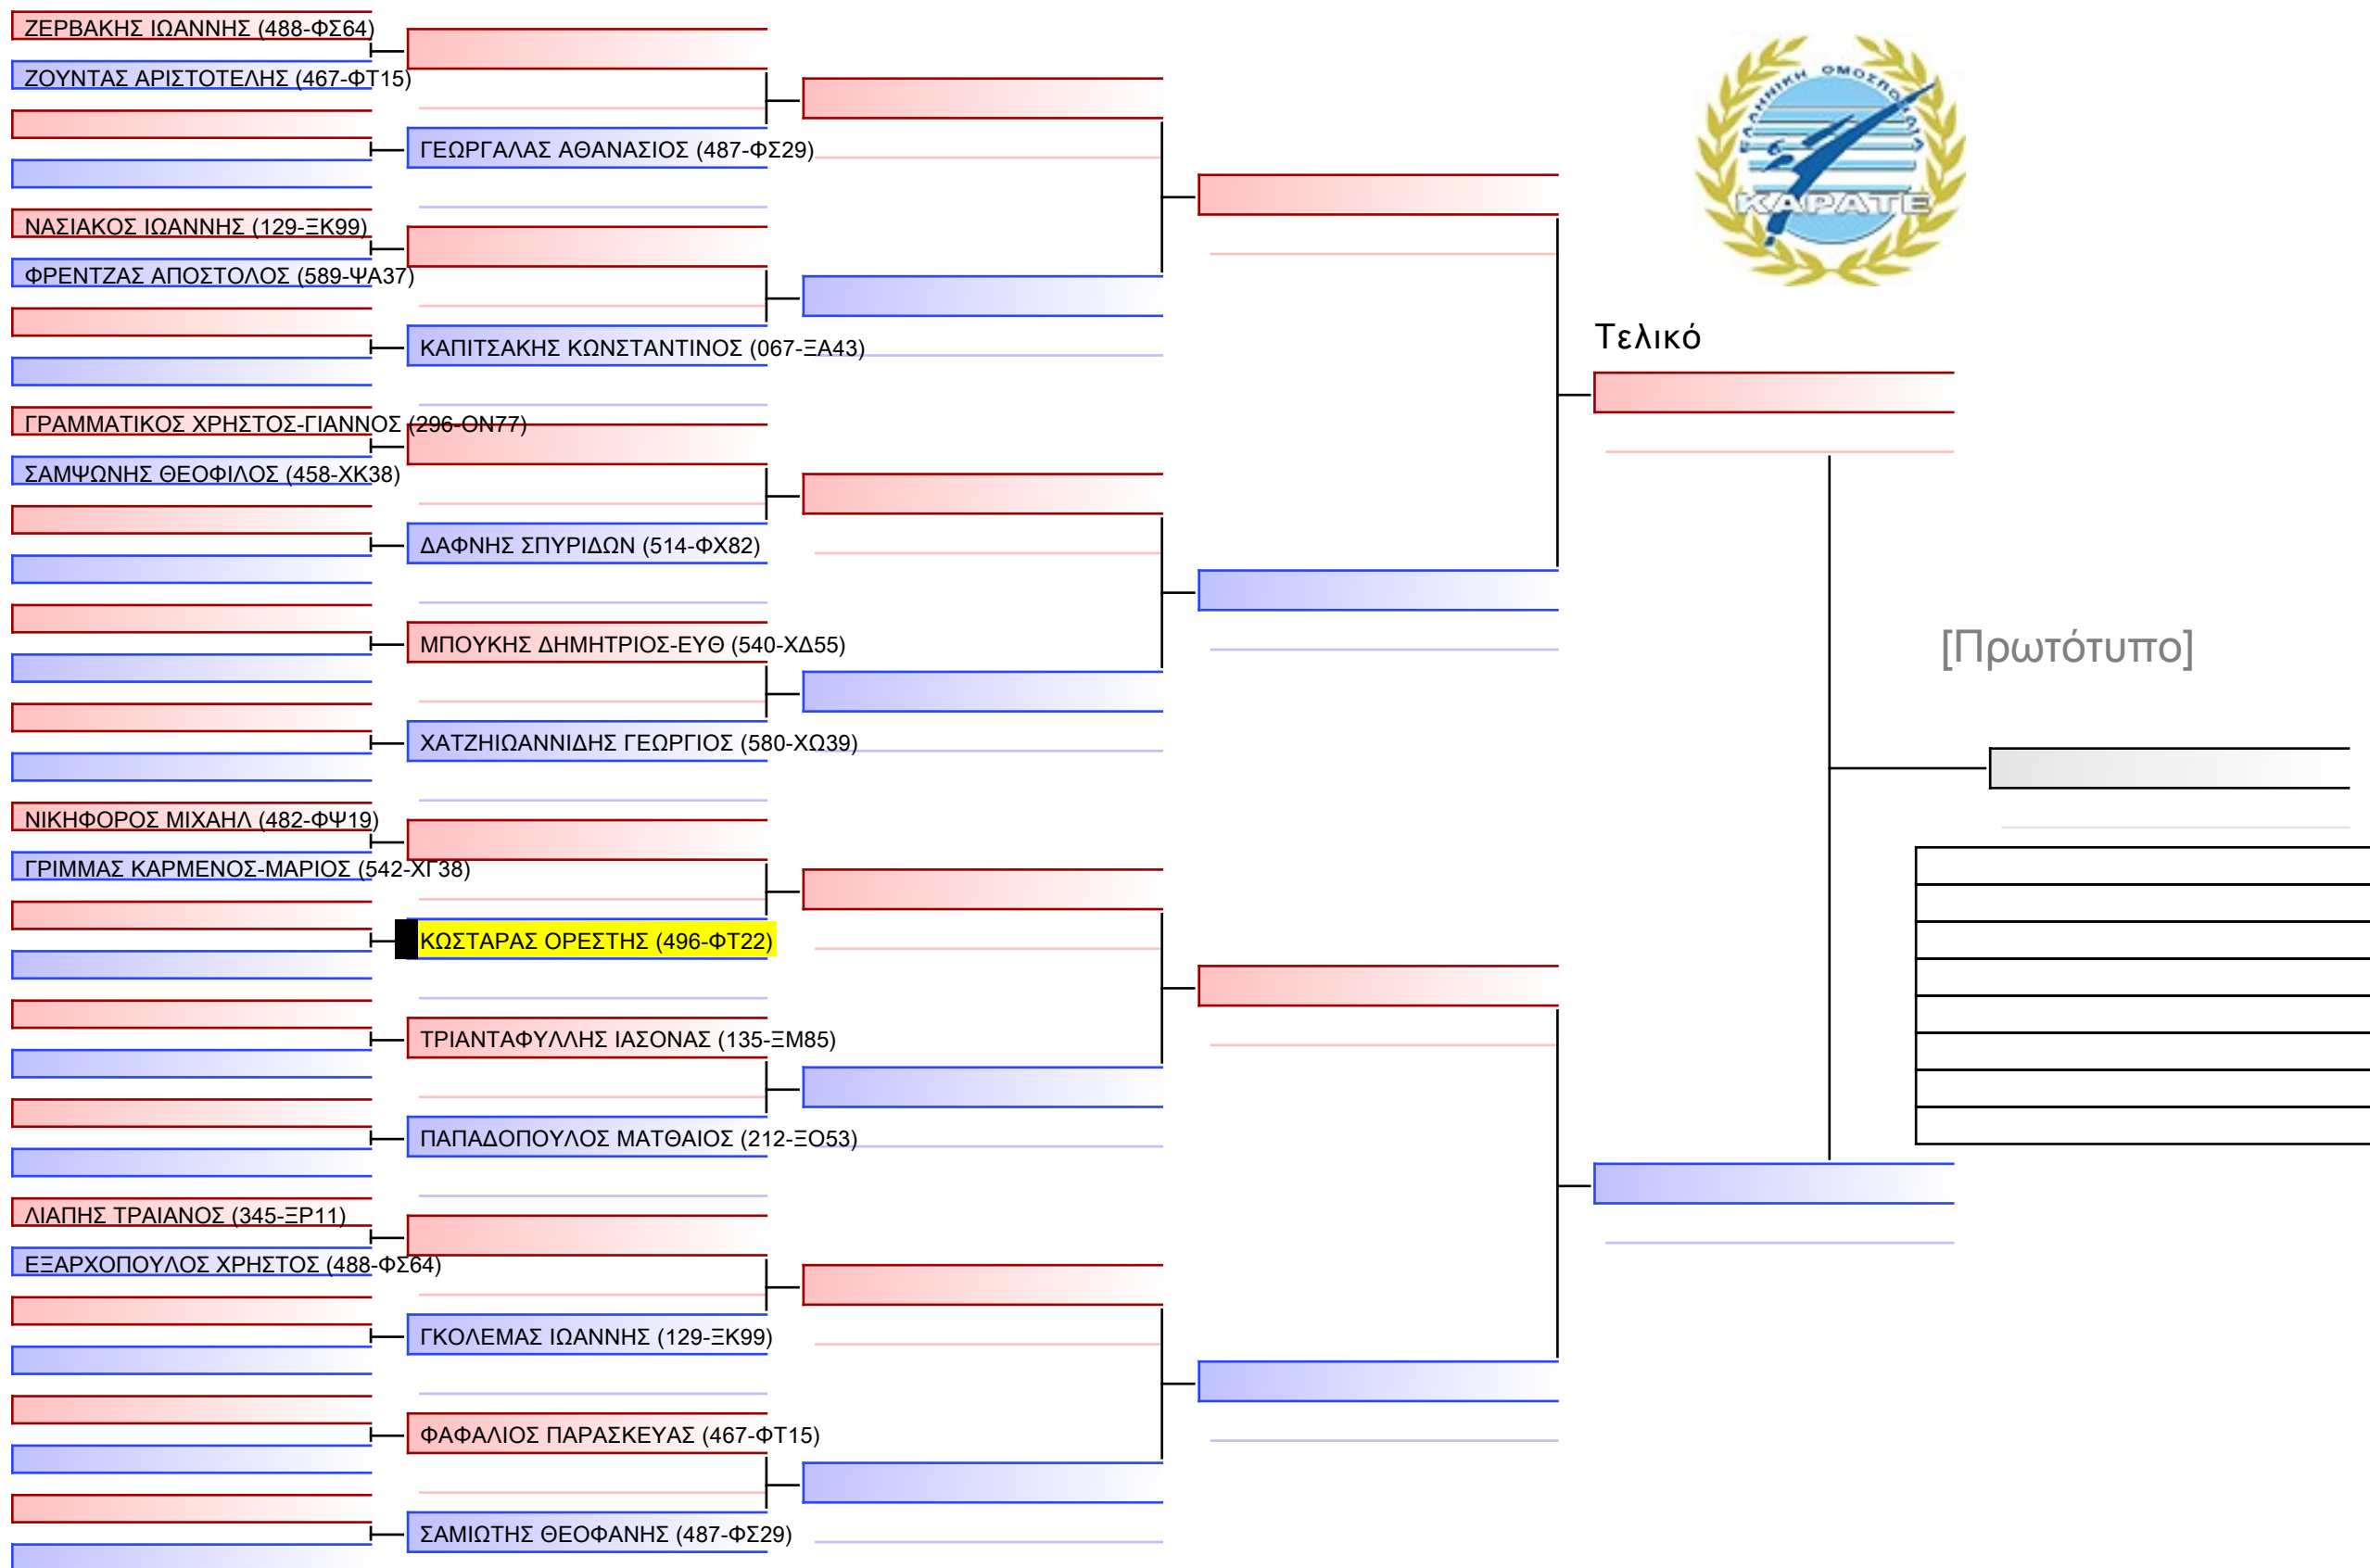 ΖΕΡΒΑΚΗΣ ΙΩΑΝΝΗΣ (488-ΦΣ64)
ΖΟΥΝΤΑΣ ΑΡΙΣΤΟΤΕΛΗΣ (467-ΦΤ15)
ΓΕΩΡΓΑΛΑΣ ΑΘΑΝΑΣΙΟΣ (487-ΦΣ29)
ΝΑΣΙΑΚΟΣ ΙΩΑΝΝΗΣ (129-ΞΚ99)
ΦΡΕΝΤΖΑΣ ΑΠΟΣΤΟΛΟΣ (589-ΨΑ37)
ΚΑΠΙΤΣΑΚΗΣ ΚΩΝΣΤΑΝΤΙΝΟΣ (067-ΞΑ43)
ΓΡΑΜΜΑΤΙΚΟΣ ΧΡΗΣΤΟΣ-ΓΙΑΝΝΟΣ (296-ΟΝ77)
ΣΑΜΨΩΝΗΣ ΘΕΟΦΙΛΟΣ (458-ΧΚ38)
ΔΑΦΝΗΣ ΣΠΥΡΙΔΩΝ (514-ΦΧ82)
ΜΠΟΥΚΗΣ ΔΗΜΗΤΡΙΟΣ-ΕΥΘ (540-ΧΔ55)
ΧΑΤΖΗΙΩΑΝΝΙΔΗΣ ΓΕΩΡΓΙΟΣ (580-ΧΩ39)
ΝΙΚΗΦΟΡΟΣ ΜΙΧΑΗΛ (482-ΦΨ19)
ΓΡΙΜΜΑΣ ΚΑΡΜΕΝΟΣ-ΜΑΡΙΟΣ (542-ΧΓ38)
ΚΩΣΤΑΡΑΣ ΟΡΕΣΤΗΣ (496-ΦΤ22)
ΤΡΙΑΝΤΑΦΥΛΛΗΣ ΙΑΣΟΝΑΣ (135-ΞΜ85)
ΠΑΠΑΔΟΠΟΥΛΟΣ ΜΑΤΘΑΙΟΣ (212-ΞΟ53)
ΛΙΑΠΗΣ ΤΡΑΙΑΝΟΣ (345-ΞΡ11)
ΕΞΑΡΧΟΠΟΥΛΟΣ ΧΡΗΣΤΟΣ (488-ΦΣ64)
ΓΚΟΛΕΜΑΣ ΙΩΑΝΝΗΣ (129-ΞΚ99)
ΦΑΦΑΛΙΟΣ ΠΑΡΑΣΚΕΥΑΣ (467-ΦΤ15)
ΣΑΜΙΩΤΗΣ ΘΕΟΦΑΝΗΣ (487-ΦΣ29)
ΕΛΛΗΝΙΚΗ ΟΜΟΣΠΟΝΔΙΑ
ΚΑΡΑΤΕ
Τελικό
[Πρωτότυπο]